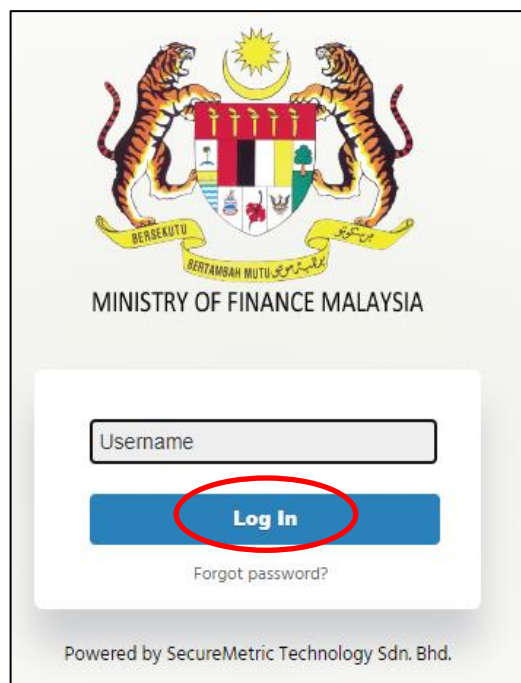 BERSEKUTU
BERTAMBAH MUTU
MINISTRY OF FINANCE MALAYSIA
Username
Log In
Forgot password?
Powered by SecureMetric Technology Sdn. Bhd.